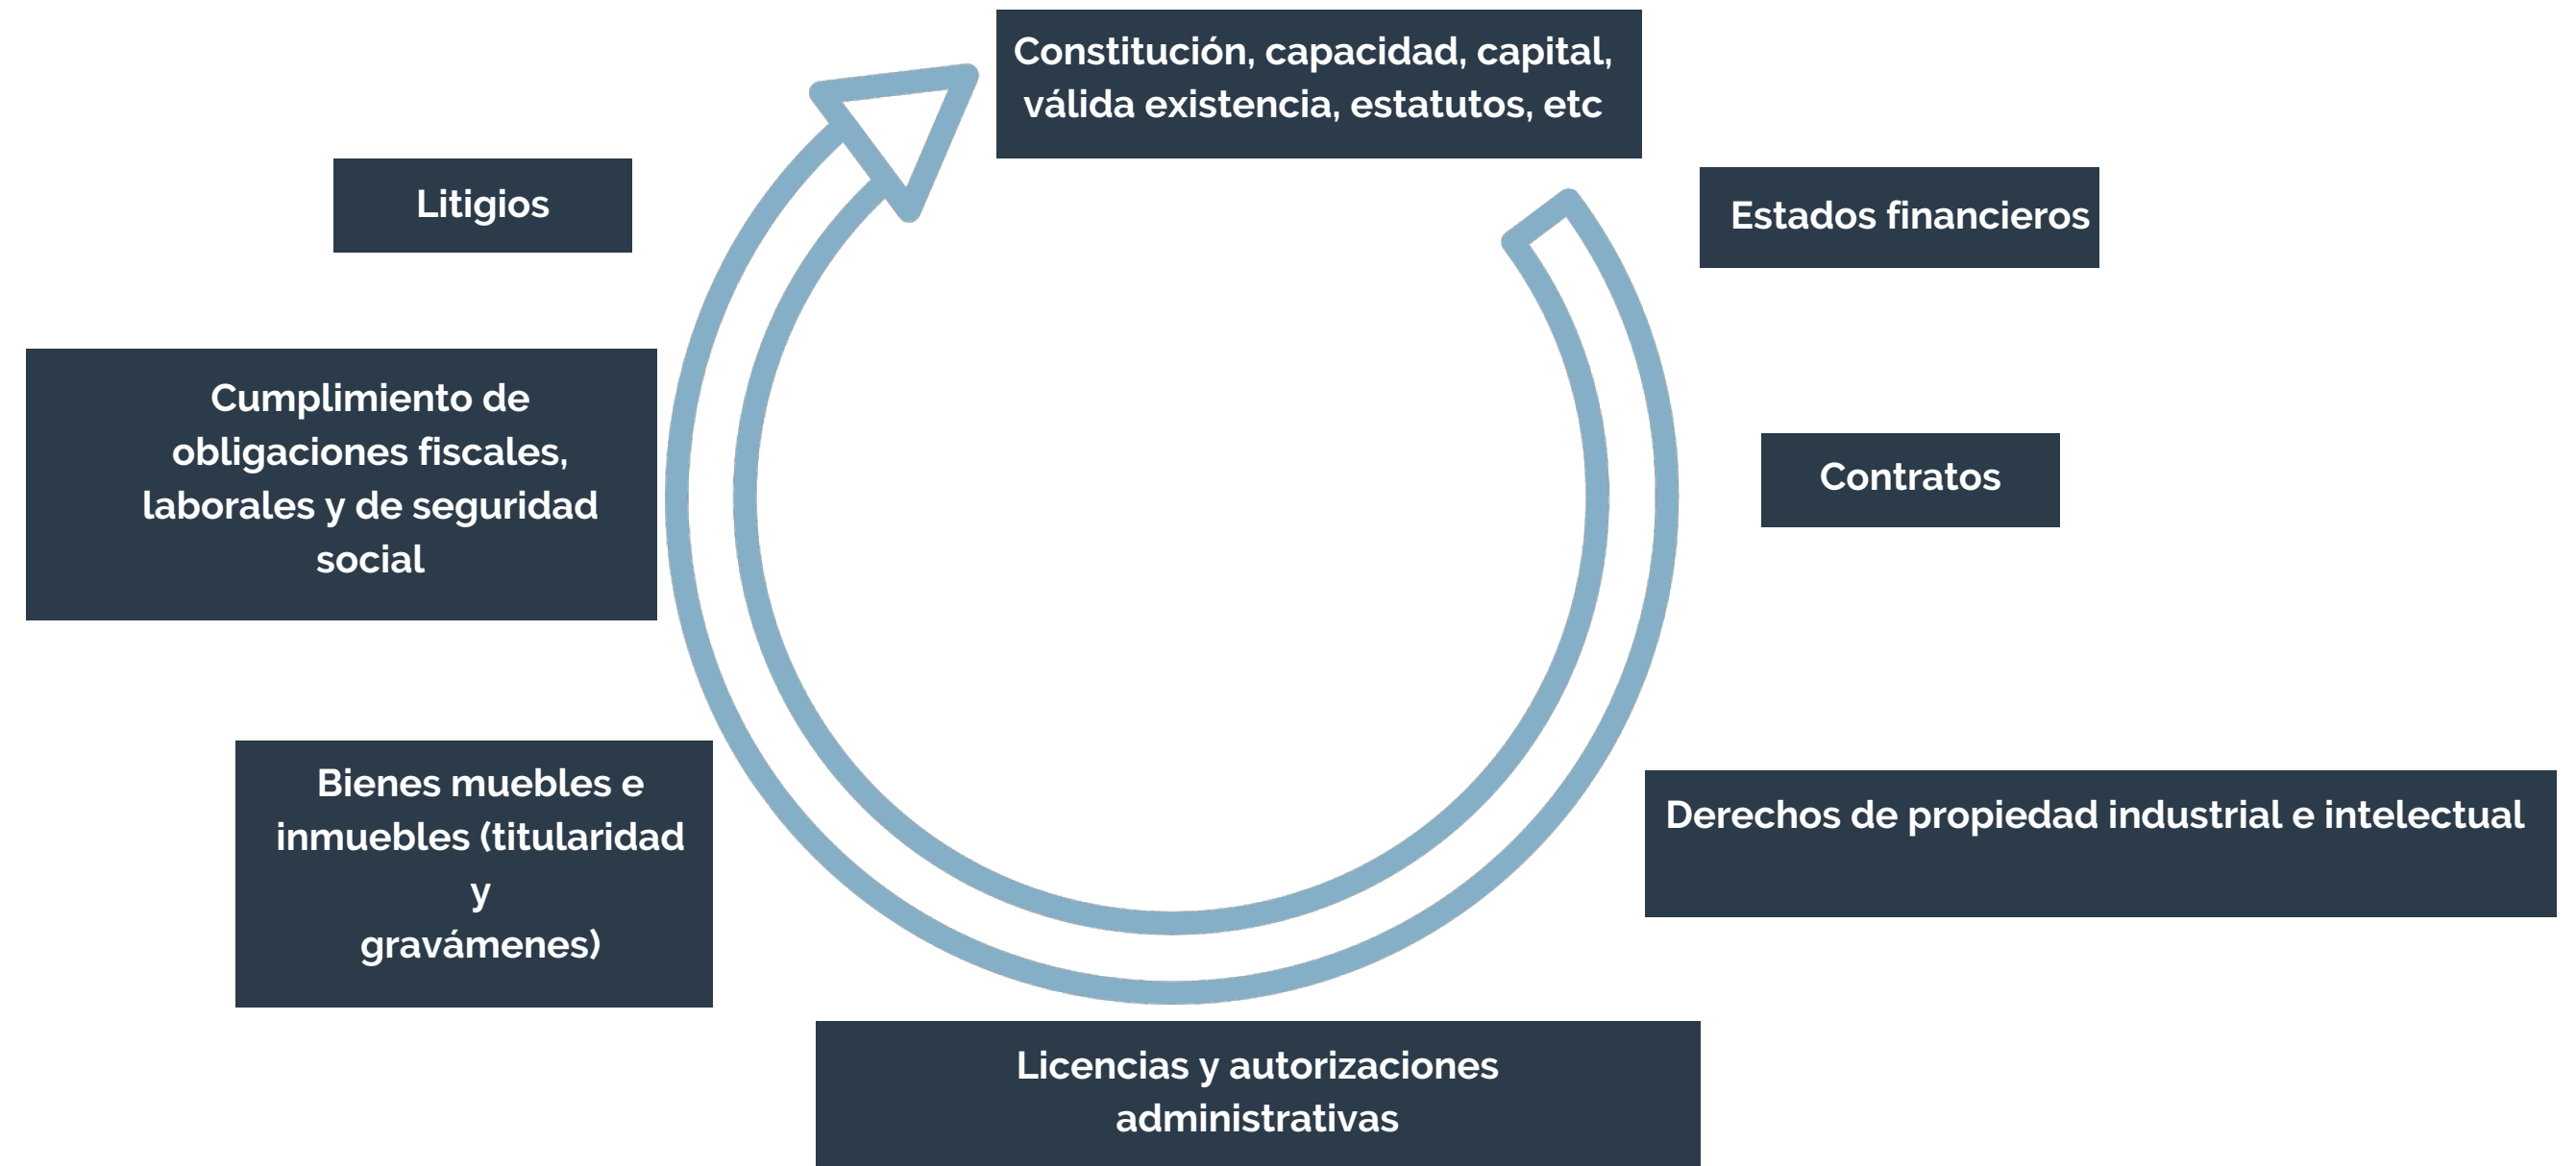 Constitución, capacidad, capital,
válida existencia, estatutos, etc
Estados financieros
Contratos
Derechos de propiedad industrial e intelectual
Licencias y autorizaciones
administrativas
Bienes muebles e
inmuebles (titularidad
y
gravámenes)
Cumplimiento de
obligaciones fiscales,
laborales y de seguridad
social
Litigios